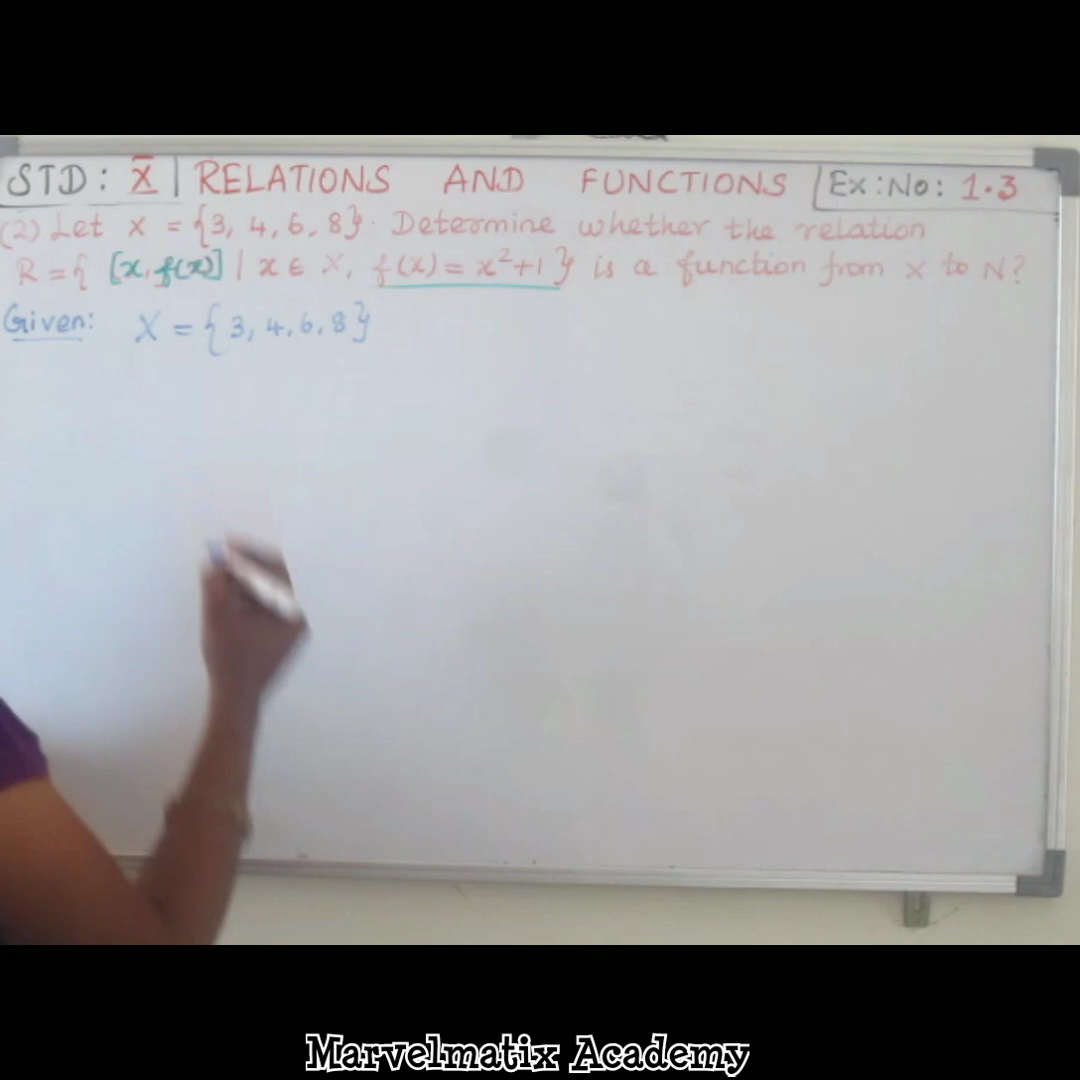 STD: X | RELATIONS AND FUNCTIONS | Ex:No: 1.3
(2) Let X = {3, 4, 6, 8}. Determine whether the relation
R = { [x, f(x)] | x ∈ X, f(x) = x²+1 } is a function from X to N?
Given: X = {3, 4, 6, 8}
Marvelmatix Academy